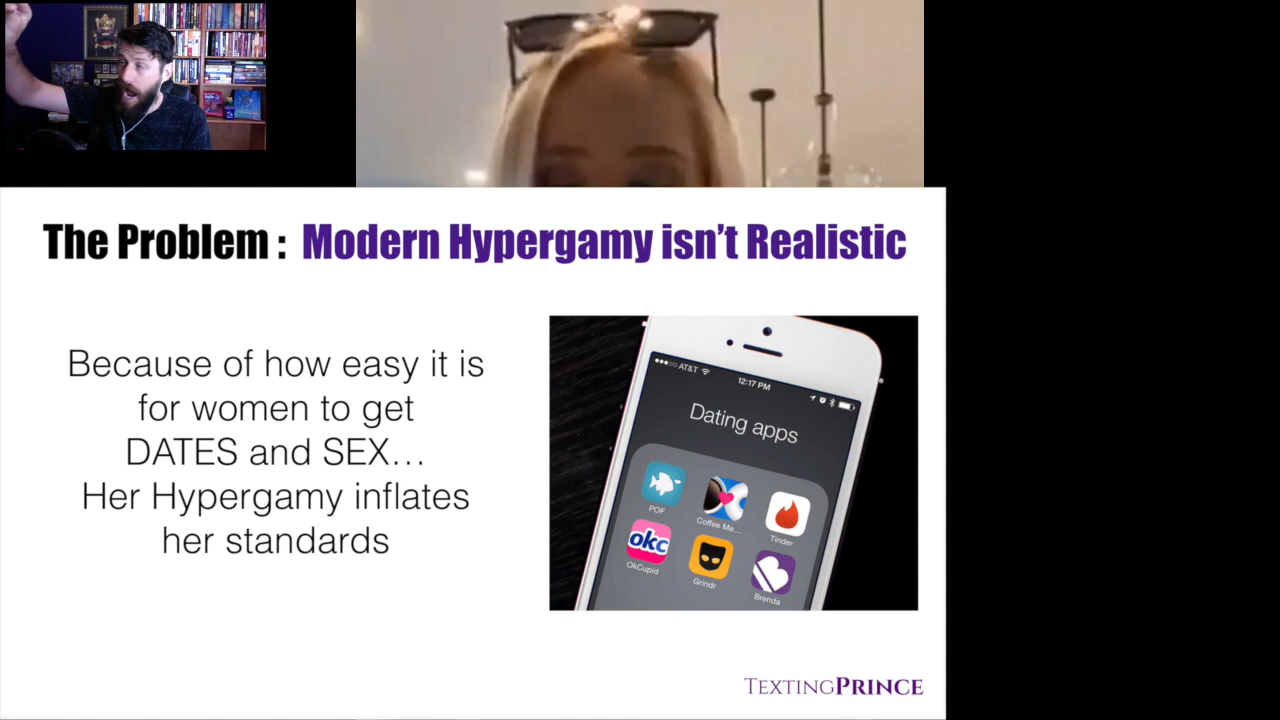 The Problem : Modern Hypergamy isn't Realistic
Because of how easy it is
for women to get
DATES and SEX...
Her Hypergamy inflates
her standards
AT&T
12:17 PM
Dating apps
POF
Coffee Me...
Tinder
okc
OkCupid
Grindr
Brenda
TEXTINGPRINCE